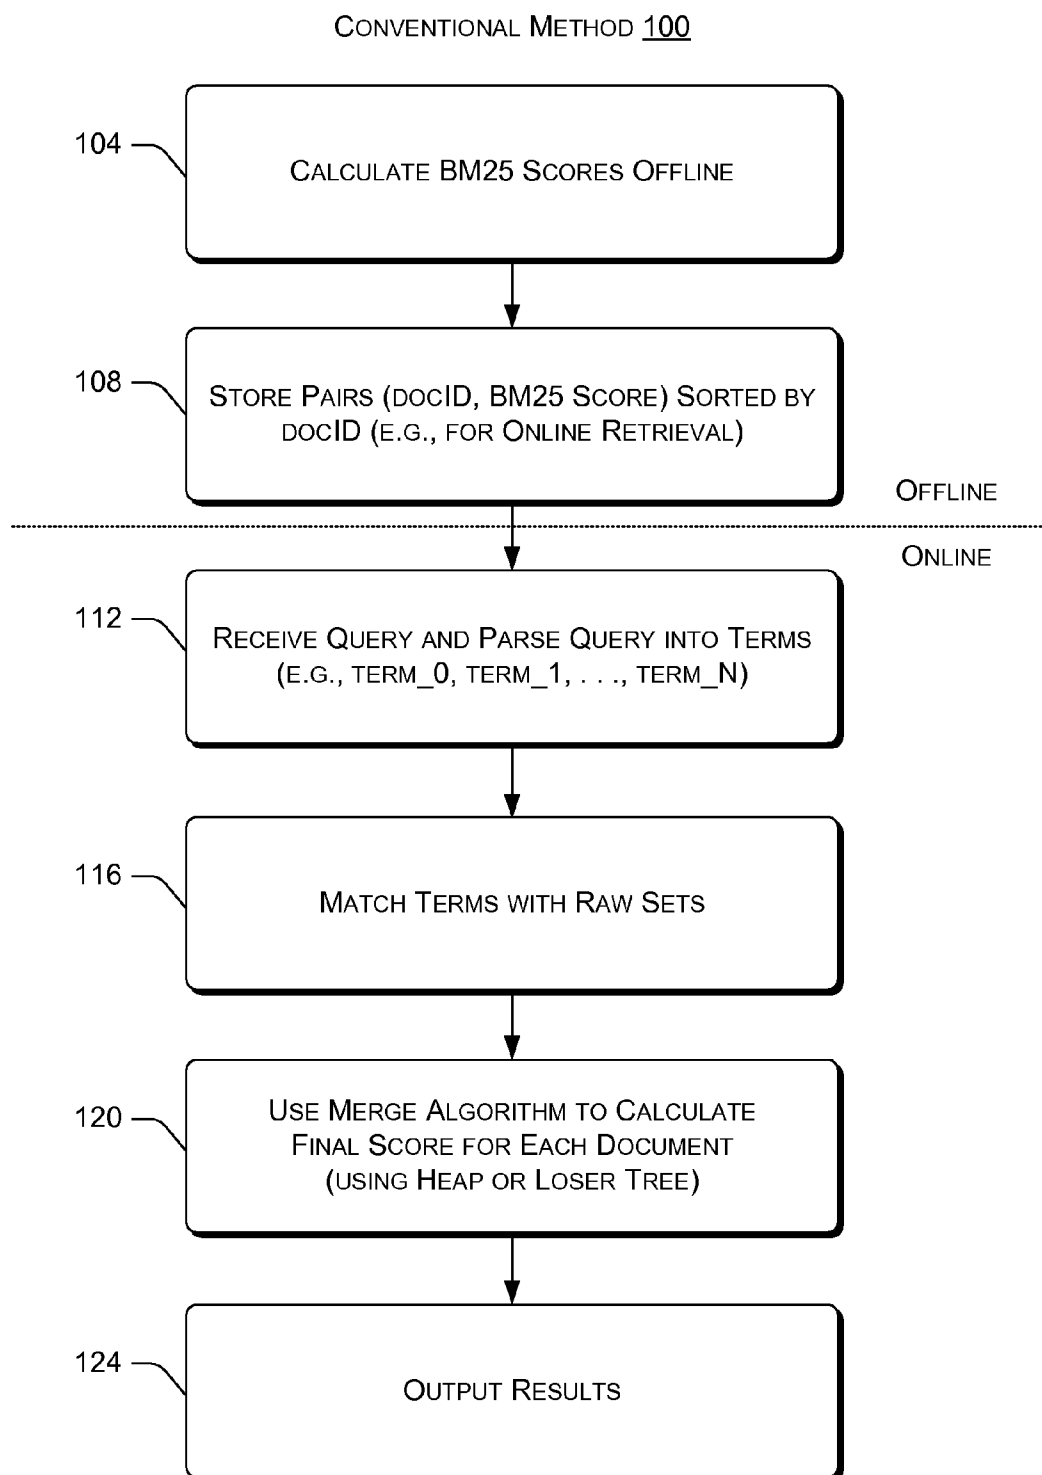 CONVENTIONAL METHOD 100
104
CALCULATE BM25 SCORES OFFLINE
108
STORE PAIRS (DOCID, BM25 SCORE) SORTED BY
DOCID (E.G., FOR ONLINE RETRIEVAL)
OFFLINE
ONLINE
112
RECEIVE QUERY AND PARSE QUERY INTO TERMS
(E.G., TERM_0, TERM_1, . . ., TERM_N)
116
MATCH TERMS WITH RAW SETS
120
USE MERGE ALGORITHM TO CALCULATE
FINAL SCORE FOR EACH DOCUMENT
(USING HEAP OR LOSER TREE)
124
OUTPUT RESULTS